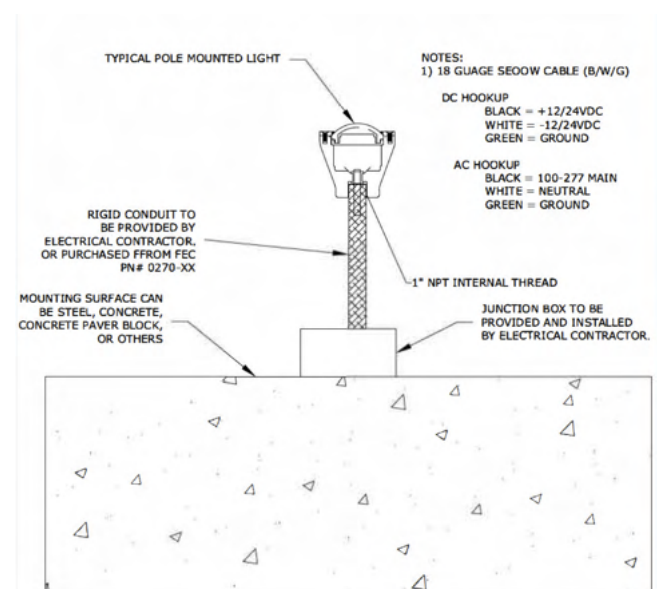 TYPICAL POLE MOUNTED LIGHT
NOTES:
1) 18 GUAGE SEOOW CABLE (B/W/G)
DC HOOKUP
BLACK = +12/24VDC
WHITE = -12/24VDC
GREEN = GROUND
AC HOOKUP
BLACK = 100-277 MAIN
WHITE = NEUTRAL
GREEN = GROUND
RIGID CONDUIT TO
BE PROVIDED BY
ELECTRICAL CONTRACTOR.
OR PURCHASED FFROM FEC
PN# 0270-XX
1" NPT INTERNAL THREAD
MOUNTING SURFACE CAN
BE STEEL, CONCRETE,
CONCRETE PAVER BLOCK,
OR OTHERS
JUNCTION BOX TO BE
PROVIDED AND INSTALLED
BY ELECTRICAL CONTRACTOR.